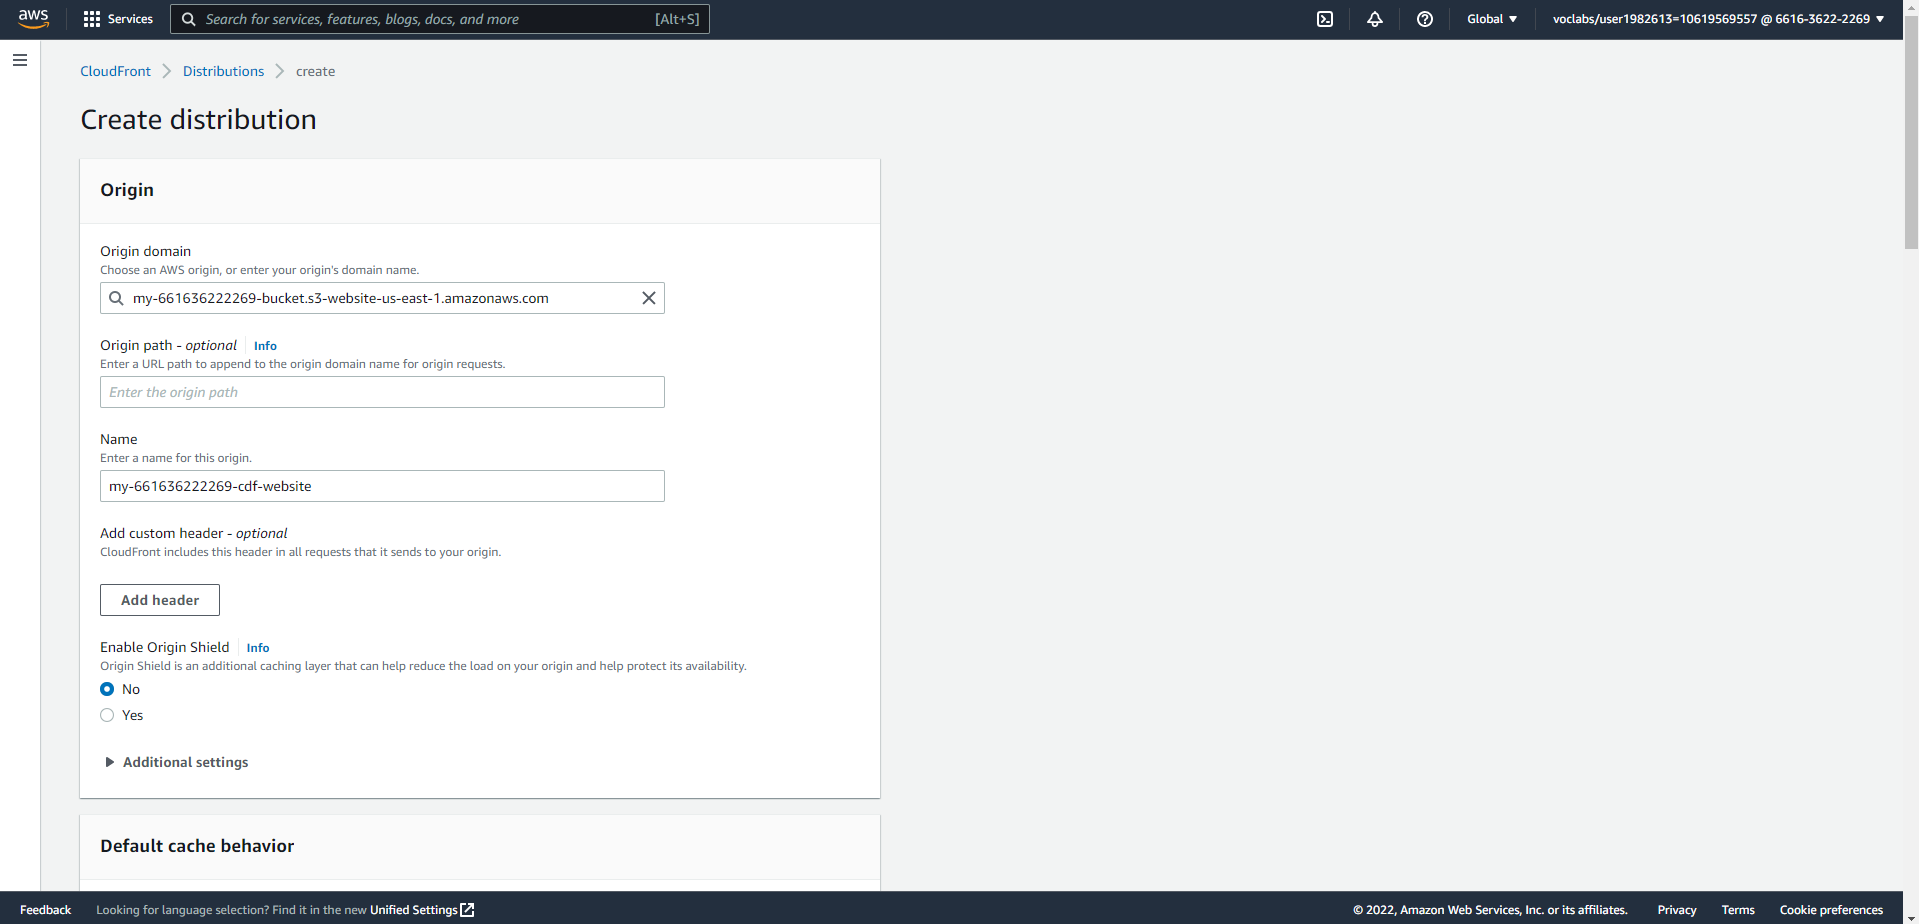 aws
Services
Search for services, features, blogs, docs, and more
[Alt+S]
Global
voclabs/user1982613=10619569557 @ 6616-3622-2269
CloudFront
Distributions
create
Create distribution
Origin
Origin domain
Choose an AWS origin, or enter your origin's domain name.
my-661636222269-bucket.s3-website-us-east-1.amazonaws.com
Origin path - optional
Info
Enter a URL path to append to the origin domain name for origin requests.
Enter the origin path
Name
Enter a name for this origin.
my-661636222269-cdf-website
Add custom header - optional
CloudFront includes this header in all requests that it sends to your origin.
Add header
Enable Origin Shield
Info
Origin Shield is an additional caching layer that can help reduce the load on your origin and help protect its availability.
No
Yes
Additional settings
Default cache behavior
Feedback
Looking for language selection? Find it in the new Unified Settings
© 2022, Amazon Web Services, Inc. or its affiliates.
Privacy
Terms
Cookie preferences